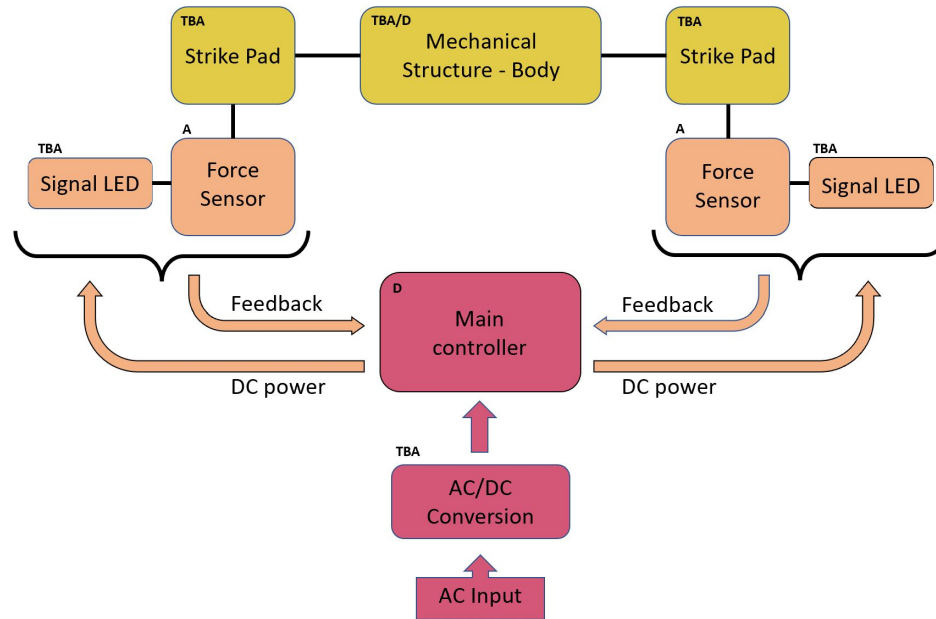 TBA
Strike Pad
TBA/D
Mechanical
Structure - Body
TBA
Strike Pad
TBA
Signal LED
A
Force
Sensor
A
Force
Sensor
TBA
Signal LED
Feedback
DC power
D
Main
controller
Feedback
DC power
TBA
AC/DC
Conversion
AC Input